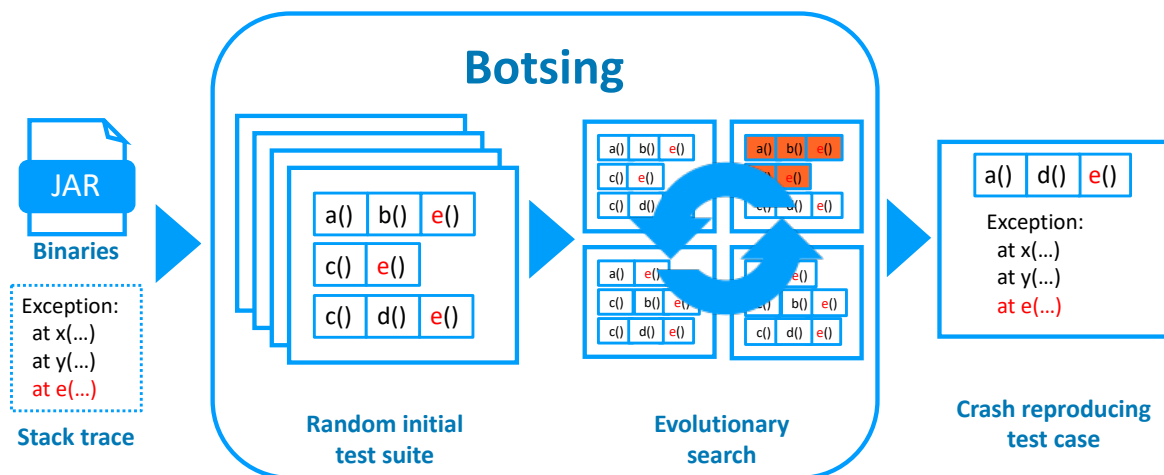 Botsing
JAR
Binaries
Exception:
at x(...)
at y(...)
at e(...)
Stack trace
a() b() e()
c() e()
c() d() e()
Random initial
test suite
a() b() e()
c() e()
c() d()
a() b() e()
e()
c() d() e()
a() e()
c() b() e()
c() d() e()
e()
b() e()
c() d() e()
Evolutionary
search
a() d() e()
Exception:
at x(...)
at y(...)
at e(...)
Crash reproducing
test case